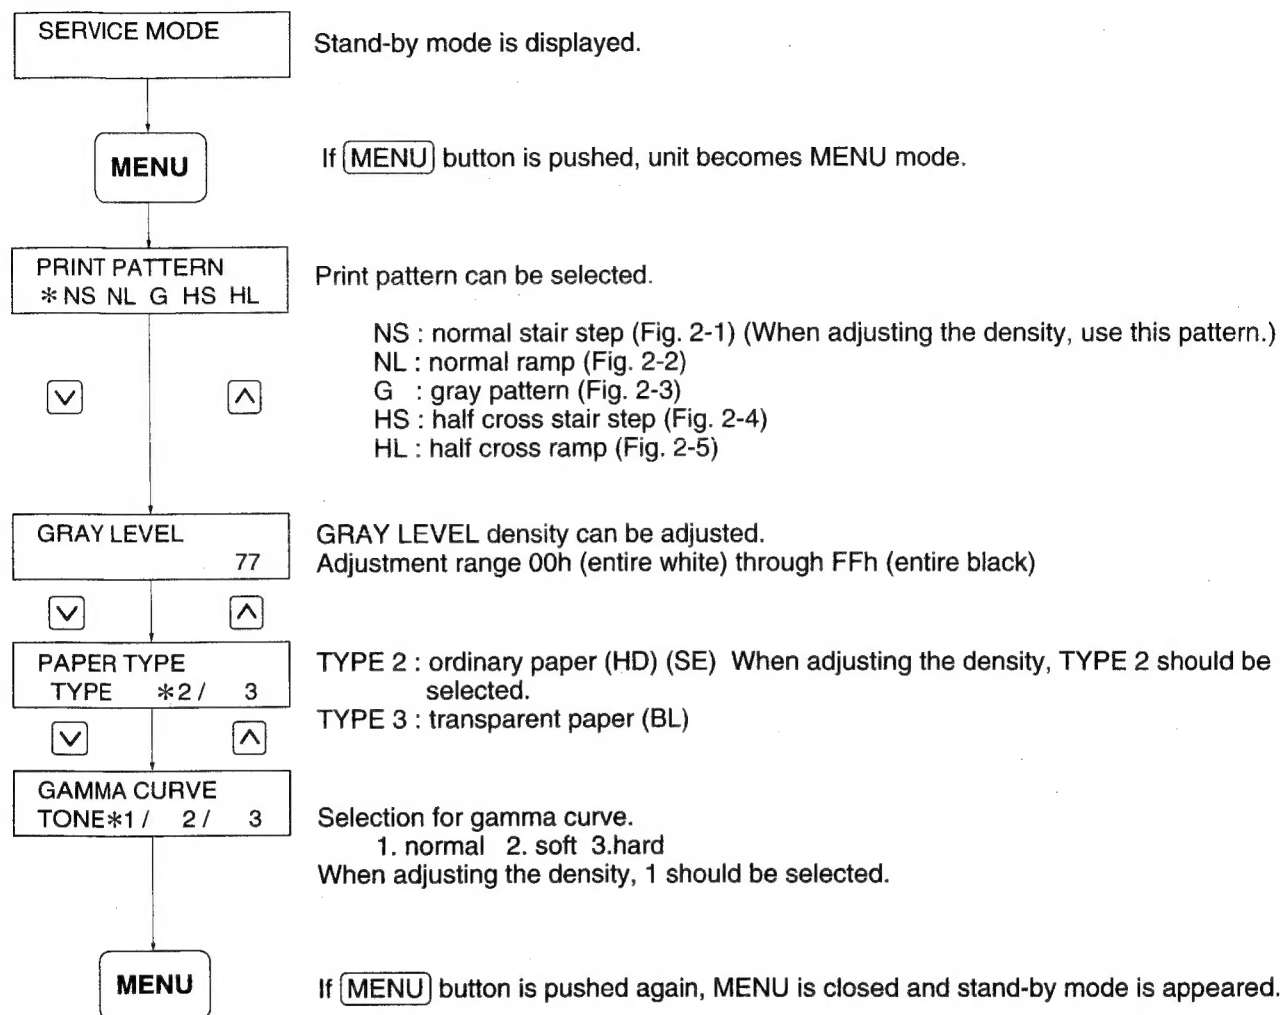 SERVICE MODE
Stand-by mode is displayed.
MENU
If MENU button is pushed, unit becomes MENU mode.
PRINT PATTERN
*NS NL G HS HL
Print pattern can be selected.
NS : normal stair step (Fig. 2-1) (When adjusting the density, use this pattern.)
NL : normal ramp (Fig. 2-2)
G : gray pattern (Fig. 2-3)
HS : half cross stair step (Fig. 2-4)
HL : half cross ramp (Fig. 2-5)
GRAY LEVEL
77
GRAY LEVEL density can be adjusted.
Adjustment range 00h (entire white) through FFh (entire black)
PAPER TYPE
TYPE *2 / 3
TYPE 2 : ordinary paper (HD) (SE) When adjusting the density, TYPE 2 should be
selected.
TYPE 3 : transparent paper (BL)
GAMMA CURVE
TONE*1 / 2 / 3
Selection for gamma curve.
1. normal 2. soft 3.hard
When adjusting the density, 1 should be selected.
MENU
If MENU button is pushed again, MENU is closed and stand-by mode is appeared.